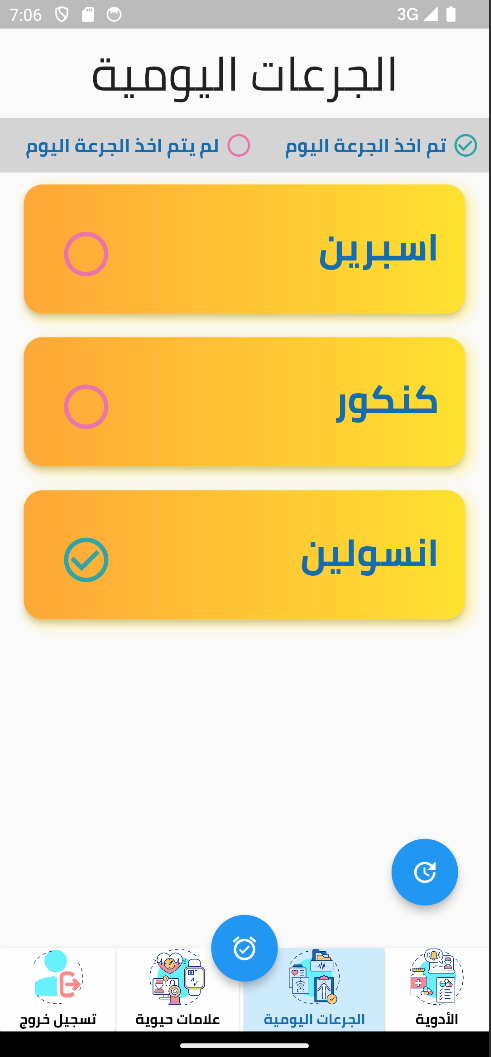 7:06
3G
الجرعات اليومية
تم اخذ الجرعة اليوم
لم يتم اخذ الجرعة اليوم
اسبرين
كنكور
انسولين
الأدوية
الجرعات اليومية
علامات حيوية
تسجيل خروج